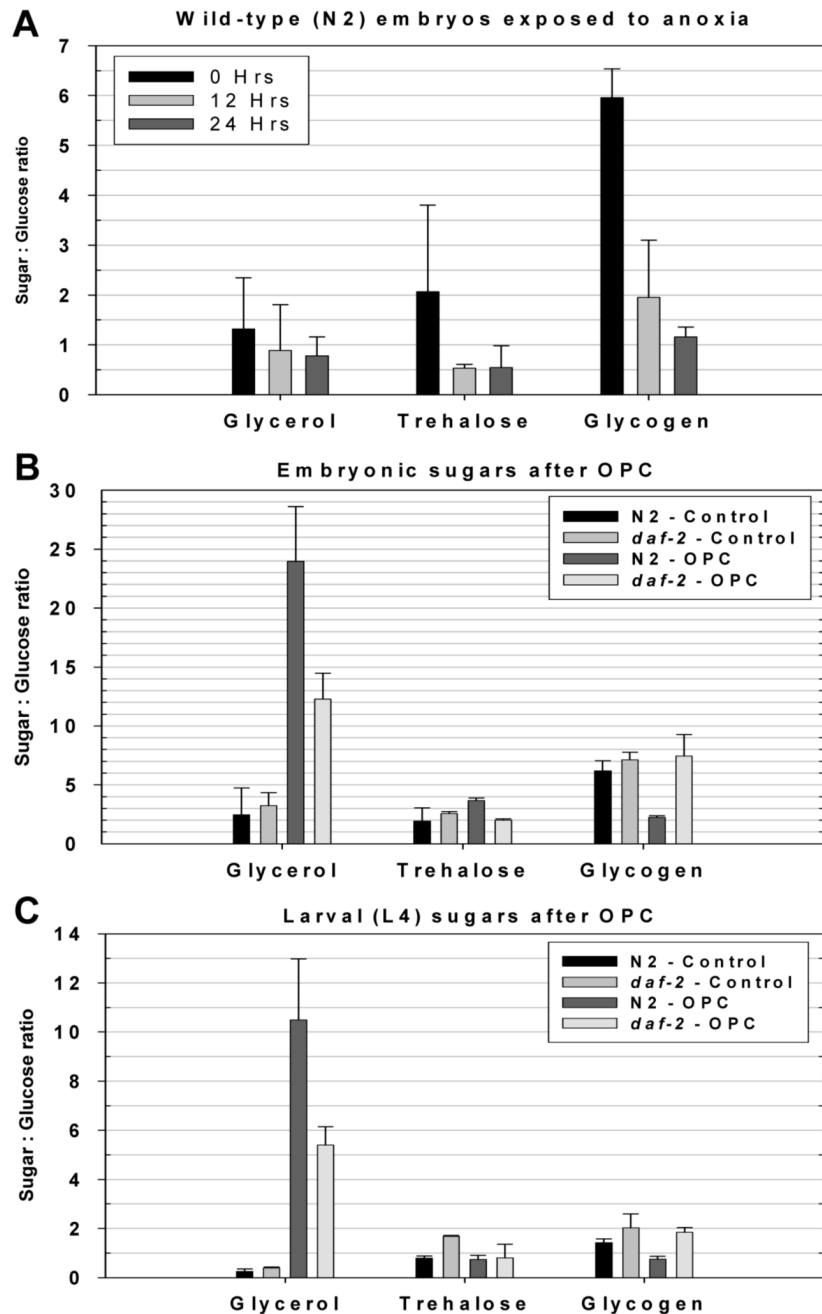 A
Wild-type (N2) embryos exposed to anoxia
Sugar : Glucose ratio
7
6
5
4
3
2
1
0
0 Hrs
12 Hrs
24 Hrs
Glycerol Trehalose Glycogen
B
Embryonic sugars after OPC
Sugar : Glucose ratio
30
25
20
15
10
5
0
N2 - Control
daf-2 - Control
N2 - OPC
daf-2 - OPC
Glycerol Trehalose Glycogen
C
Larval (L4) sugars after OPC
Sugar : Glucose ratio
14
12
10
8
6
4
2
0
N2 - Control
daf-2 - Control
N2 - OPC
daf-2 - OPC
Glycerol Trehalose Glycogen